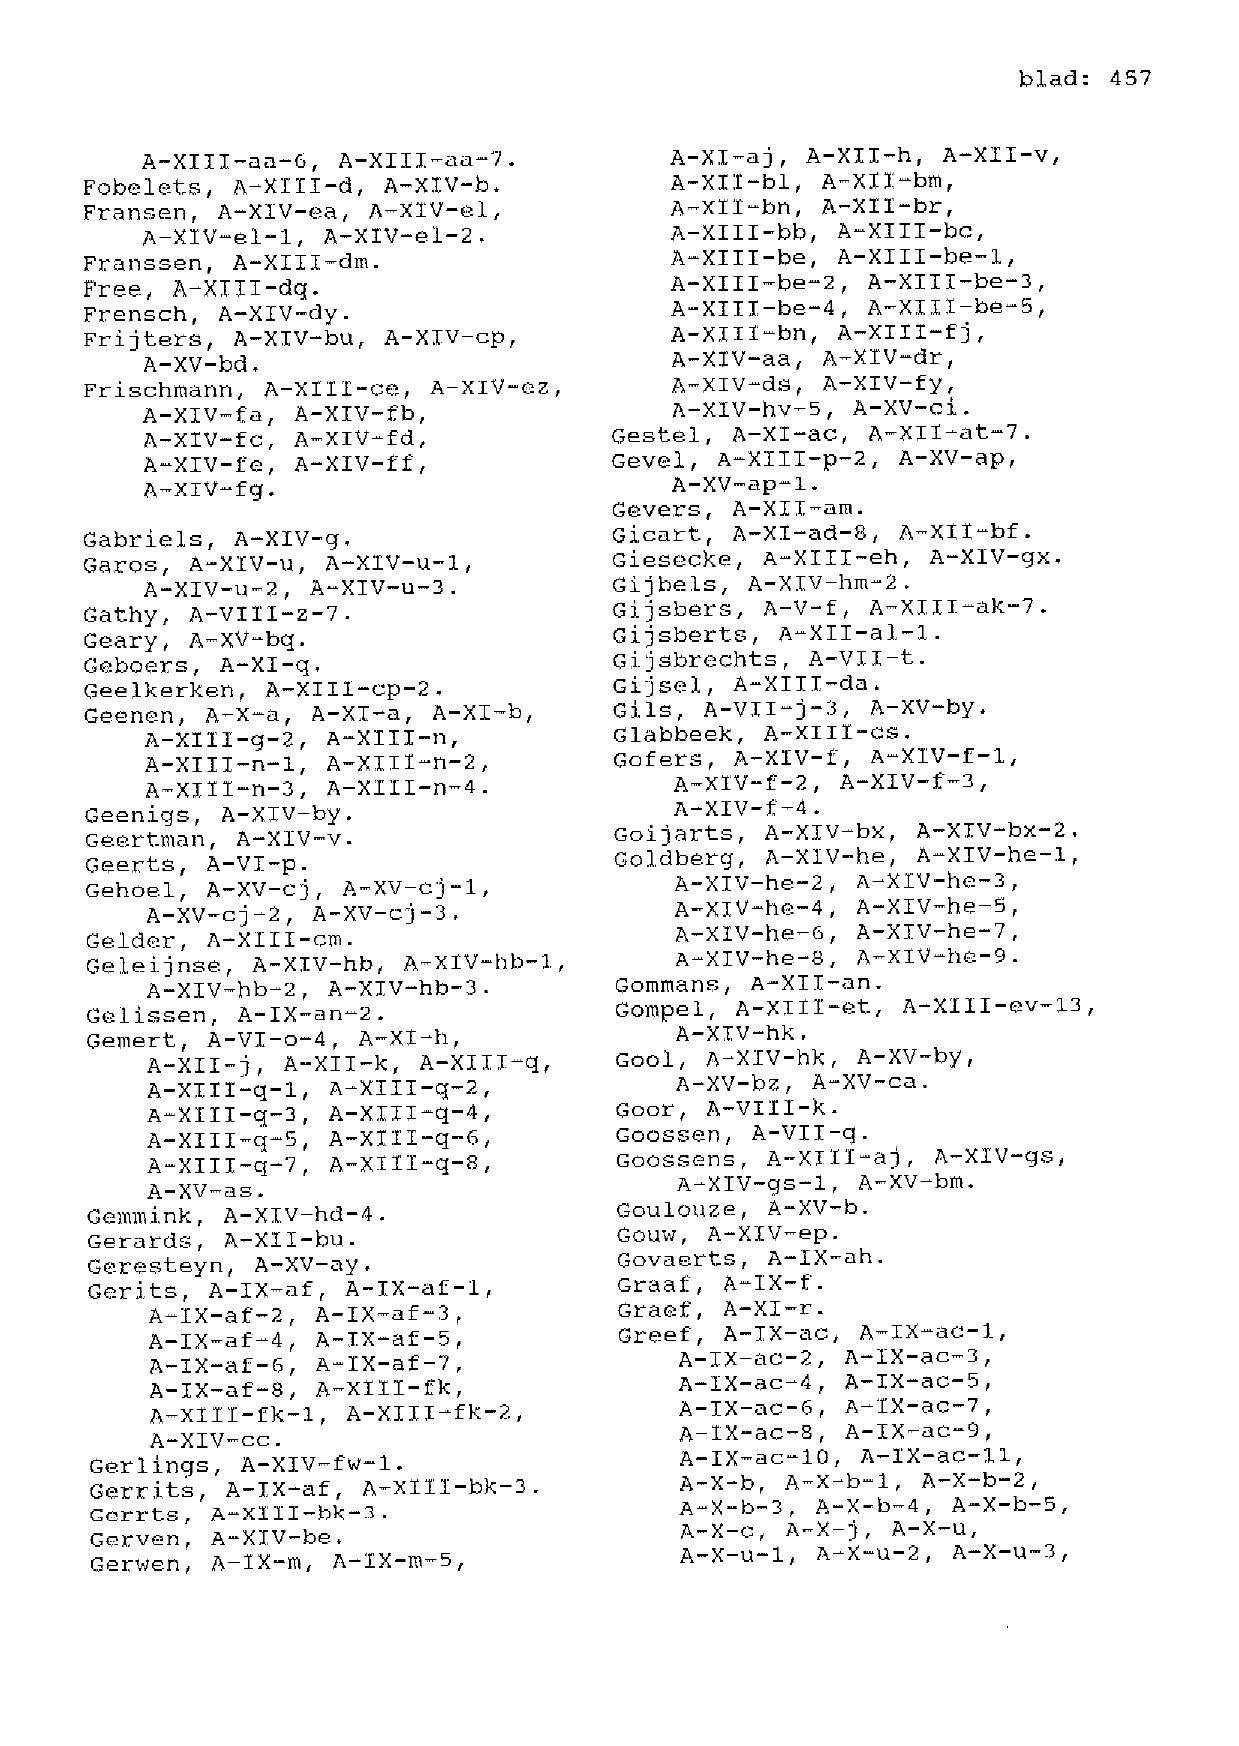 blad: 457
A-XIII-aa-6, A-XIII-aa-7.
Fobelets, A-XIII-d, A-XIV-b.
Fransen, A-XIV-ea, A-XIV-el,
A-XIV-el-1, A-XIV-el-2.
Franssen, A-XIII-dm.
Free, A-XIII-dq.
Frensch, A-XIV-dy.
Frijters, A-XIV-bu, A-XIV-cp,
A-XV-bd.
Frischmann, A-XIII-ce, A-XIV-ez,
A-XIV-fa, A-XIV-fb,
A-XIV-fc, A-XIV-fd,
A-XIV-fe, A-XIV-ff,
A-XIV-fg.
Gabriels, A-XIV-g.
Garos, A-XIV-u, A-XIV-u-1,
A-XIV-u-2, A-XIV-u-3.
Gathy, A-VIII-z-7.
Geary, A-XV-bq.
Geboers, A-XI-q.
Geelkerken, A-XIII-cp-2.
Geenen, A-X-a, A-XI-a, A-XI-b,
A-XIII-g-2, A-XIII-n,
A-XIII-n-1, A-XIII-n-2,
A-XIII-n-3, A-XIII-n-4.
Geenigs, A-XIV-by.
Geertman, A-XIV-v.
Geerts, A-VI-p.
Gehoel, A-XV-cj, A-XV-cj-1,
A-XV-cj-2, A-XV-cj-3.
Gelder, A-XIII-cm.
Geleijnse, A-XIV-hb, A-XIV-hb-1,
A-XIV-hb-2, A-XIV-hb-3.
Gelissen, A-IX-an-2.
Gemert, A-VI-o-4, A-XI-h,
A-XII-j, A-XII-k, A-XIII-q,
A-XIII-q-1, A-XIII-q-2,
A-XIII-q-3, A-XIII-q-4,
A-XIII-q-5, A-XIII-q-6,
A-XIII-q-7, A-XIII-q-8,
A-XV-as.
Gemmink, A-XIV-hd-4.
Gerards, A-XII-bu.
Geresteyn, A-XV-ay.
Gerits, A-IX-af, A-IX-af-1,
A-IX-af-2, A-IX-af-3,
A-IX-af-4, A-IX-af-5,
A-IX-af-6, A-IX-af-7,
A-IX-af-8, A-XIII-fk,
A-XIII-fk-1, A-XIII-fk-2,
A-XIV-cc.
Gerlings, A-XIV-fw-1.
Gerrits, A-IX-af, A-XIII-bk-3.
Gerrts, A-XIII-bk-3.
Gerven, A-XIV-be.
Gerwen, A-IX-m, A-IX-m-5,
A-XI-aj, A-XII-h, A-XII-v,
A-XII-bl, A-XII-bm,
A-XII-bn, A-XII-br,
A-XIII-bb, A-XIII-bc,
A-XIII-be, A-XIII-be-1,
A-XIII-be-2, A-XIII-be-3,
A-XIII-be-4, A-XIII-be-5,
A-XIII-bn, A-XIII-fj,
A-XIV-aa, A-XIV-dr,
A-XIV-ds, A-XIV-fy,
A-XIV-hv-5, A-XV-ci.
Gestel, A-XI-ac, A-XII-at-7.
Gevel, A-XIII-p-2, A-XV-ap,
A-XV-ap-1.
Gevers, A-XII-am.
Gicart, A-XI-ad-8, A-XII-bf.
Giesecke, A-XIII-eh, A-XIV-gx.
Gijbels, A-XIV-hm-2.
Gijsbers, A-V-f, A-XIII-ak-7.
Gijsberts, A-XII-al-1.
Gijsbrechts, A-VII-t.
Gijsel, A-XIII-da.
Gils, A-VII-j-3, A-XV-by.
Glabbeek, A-XIII-cs.
Gofers, A-XIV-f, A-XIV-f-1,
A-XIV-f-2, A-XIV-f-3,
A-XIV-f-4.
Goijarts, A-XIV-bx, A-XIV-bx-2.
Goldberg, A-XIV-he, A-XIV-he-1,
A-XIV-he-2, A-XIV-he-3,
A-XIV-he-4, A-XIV-he-5,
A-XIV-he-6, A-XIV-he-7,
A-XIV-he-8, A-XIV-he-9.
Gommans, A-XII-an.
Gompel, A-XIII-et, A-XIII-ev-13,
A-XIV-hk.
Gool, A-XIV-hk, A-XV-by,
A-XV-bz, A-XV-ca.
Goor, A-VIII-k.
Goossen, A-VII-q.
Goossens, A-XIII-aj, A-XIV-gs,
A-XIV-gs-1, A-XV-bm.
Goulouze, A-XV-b.
Gouw, A-XIV-ep.
Govaerts, A-IX-ah.
Graaf, A-IX-f.
Graef, A-XI-r.
Greef, A-IX-ac, A-IX-ac-1,
A-IX-ac-2, A-IX-ac-3,
A-IX-ac-4, A-IX-ac-5,
A-IX-ac-6, A-IX-ac-7,
A-IX-ac-8, A-IX-ac-9,
A-IX-ac-10, A-IX-ac-11,
A-X-b, A-X-b-1, A-X-b-2,
A-X-b-3, A-X-b-4, A-X-b-5,
A-X-c, A-X-j, A-X-u,
A-X-u-1, A-X-u-2, A-X-u-3,